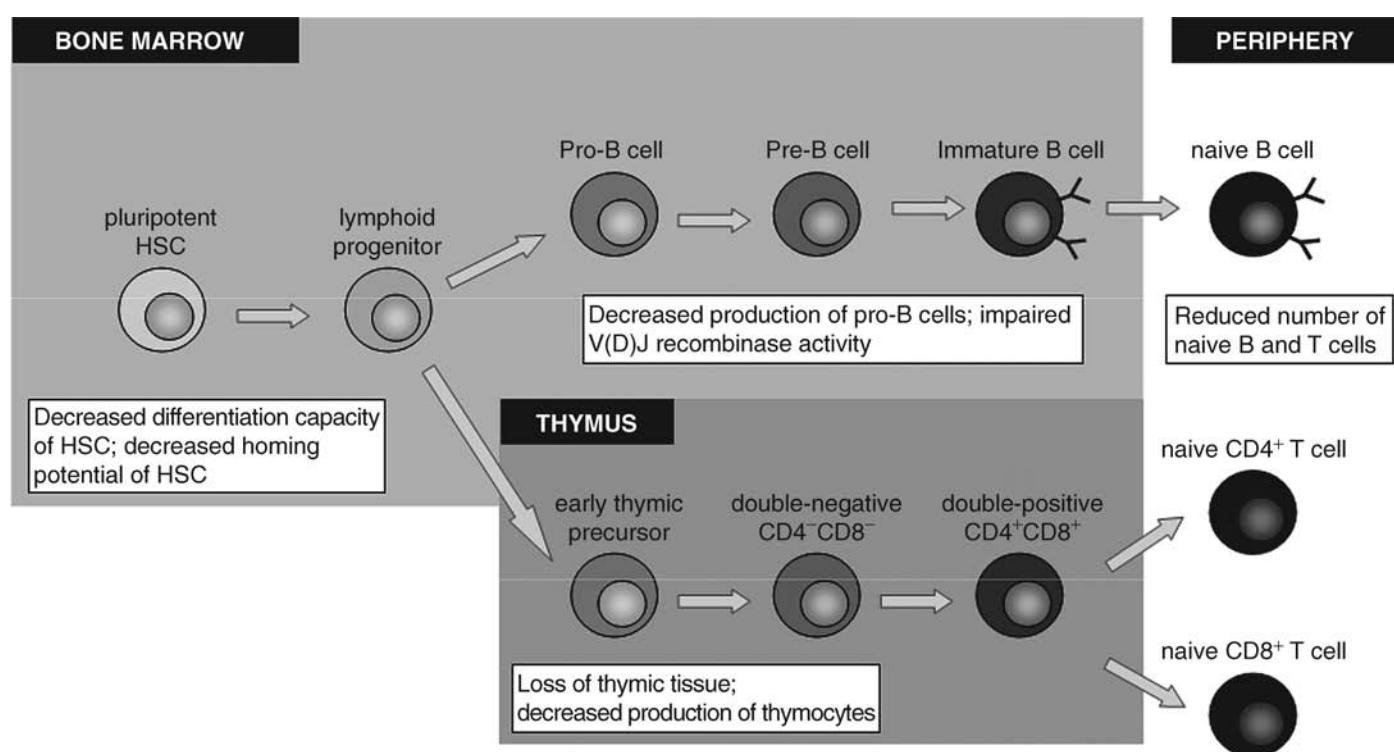 BONE MARROW
PERIPHERY
Pro-B cell
Pre-B cell
Immature B cell
naive B cell
pluripotent
HSC
lymphoid
progenitor
Decreased production of pro-B cells; impaired
V(D)J recombinase activity
Reduced number of
naive B and T cells
Decreased differentiation capacity
of HSC; decreased homing
potential of HSC
THYMUS
early thymic
precursor
double-negative
CD4⁻CD8⁻
double-positive
CD4⁺CD8⁺
naive CD4⁺ T cell
naive CD8⁺ T cell
Loss of thymic tissue;
decreased production of thymocytes